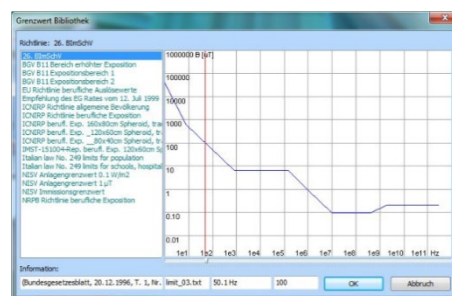 Grenzwert Bibliothek
Richtlinie: 26. BImSchV
26. BImSchV
BGV B11 Bereich erhöhter Exposition
BGV B11 Expositionsbereich 1
BGV B11 Expositionsbereich 2
EU Richtlinie berufliche Auslösewerte
Empfehlung des EG Rates vom 12. Juli 1999
ICNIRP Richtlinie allgemeine Bevölkerung
ICNIRP Richtlinie berufliche Exposition
ICNIRP berufl. Exp. 160x80cm Spheroid, tra
ICNIRP berufl. Exp. _120x60cm Spheroid, tr
ICNIRP berufl. Exp. __80x40cm Spheroid, tr
IMST-151004-Rep. berufl. Exp. 120x60cm Sp
Italian law No. 249 limits for population
Italian law No. 249 limits for schools, hospital
NISV Anlagengrenzwert 0.1 W/m2
NISV Anlagengrenzwert 1µT
NISV Immissionsgrenzwert
NRPB Richtlinie berufliche Exposition
1000000 B [µT]
100000
10000
1000
100
10
1
0.10
0.01
1e1 1e2 1e3 1e4 1e5 1e6 1e7 1e8 1e9 1e10 1e11 Hz
Information:
(Bundesgesetzesblatt, 20.12.1996, T. 1, Nr. limit_03.txt 50.1 Hz 100 OK Abbruch